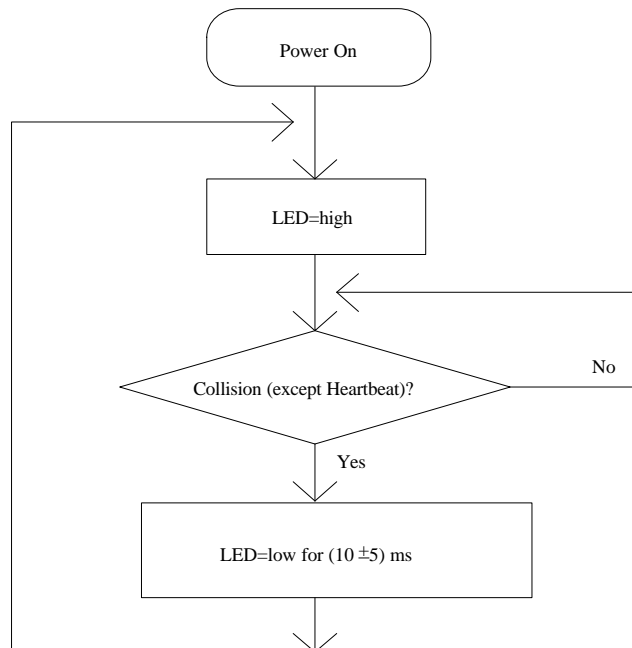 Power On
LED=high
Collision (except Heartbeat)?
No
Yes
LED=low for (10 ±5) ms